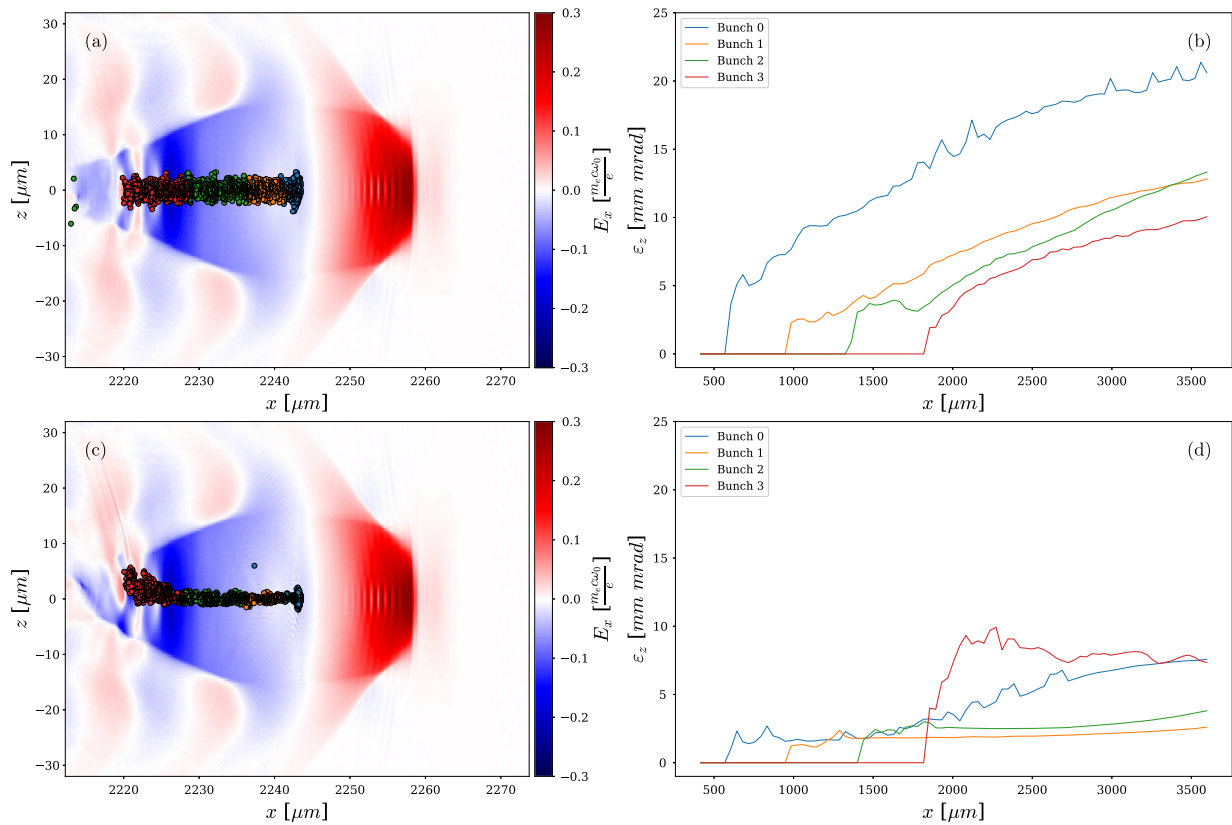 (a)
z [μm]
30
20
10
0
−10
−20
−30
2220 2230 2240 2250 2260 2270
x [μm]
0.3
0.2
0.1
0.0
−0.1
−0.2
−0.3
E_x [m_e c ω_0 / e]
(b)
Bunch 0
Bunch 1
Bunch 2
Bunch 3
ε_z [mm mrad]
25
20
15
10
5
0
500 1000 1500 2000 2500 3000 3500
x [μm]
(c)
z [μm]
30
20
10
0
−10
−20
−30
2220 2230 2240 2250 2260 2270
x [μm]
0.3
0.2
0.1
0.0
−0.1
−0.2
−0.3
E_x [m_e c ω_0 / e]
(d)
Bunch 0
Bunch 1
Bunch 2
Bunch 3
ε_z [mm mrad]
25
20
15
10
5
0
500 1000 1500 2000 2500 3000 3500
x [μm]